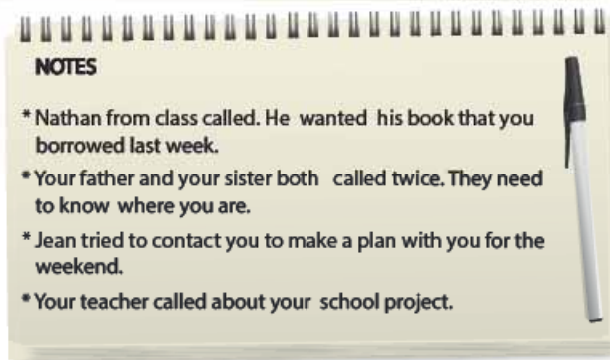 NOTES
* Nathan from class called. He wanted his book that you
borrowed last week.
* Your father and your sister both called twice. They need
to know where you are.
* Jean tried to contact you to make a plan with you for the
weekend.
* Your teacher called about your school project.